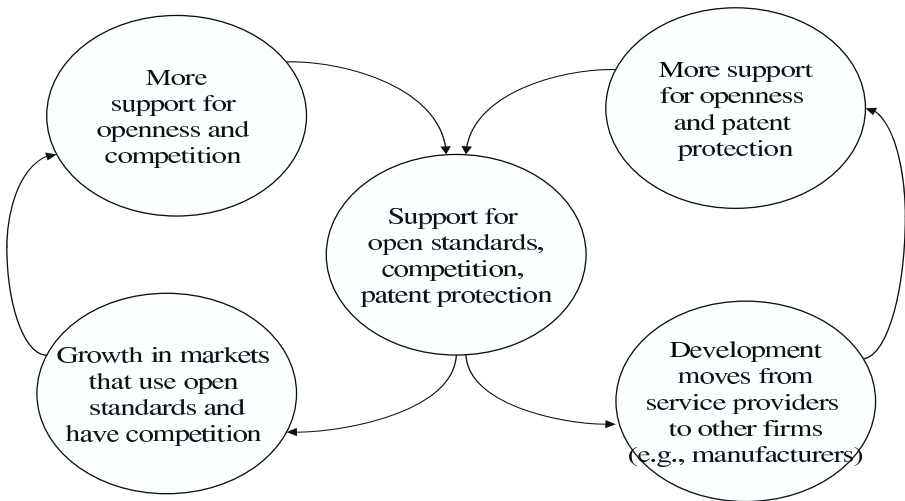 More
support for
openness and
competition
More support
for openness
and patent
protection
Support for
open standards,
competition,
patent protection
Growth in markets
that use open
standards and
have competition
Development
moves from
service providers
to other firms
(e.g., manufacturers)